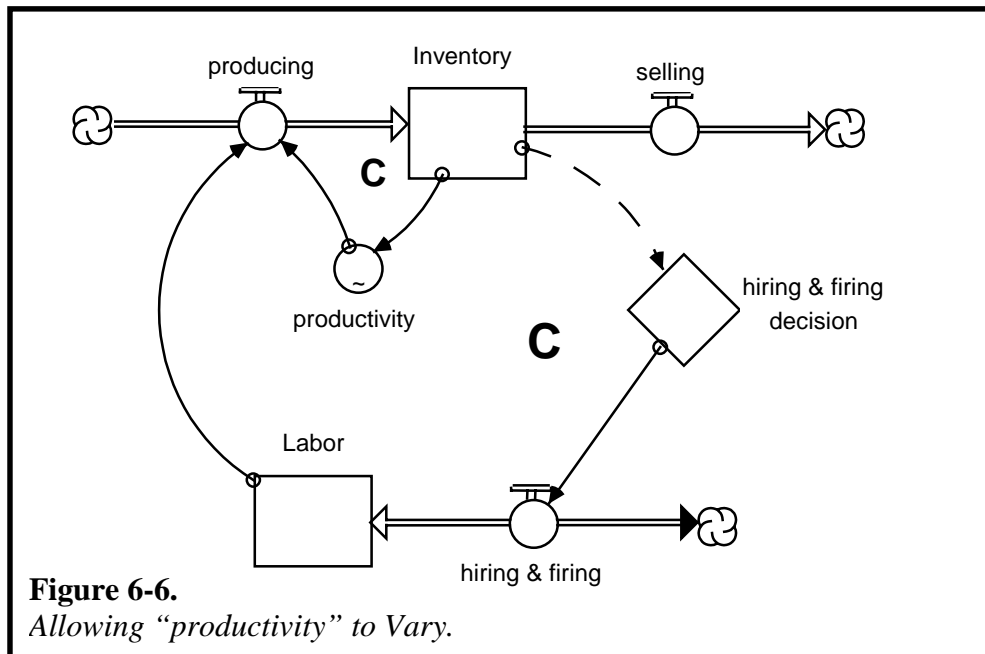 Inventory
producing
selling
C
~
productivity
hiring & firing
decision
C
Labor
hiring & firing
Figure 6-6.
Allowing “productivity” to Vary.